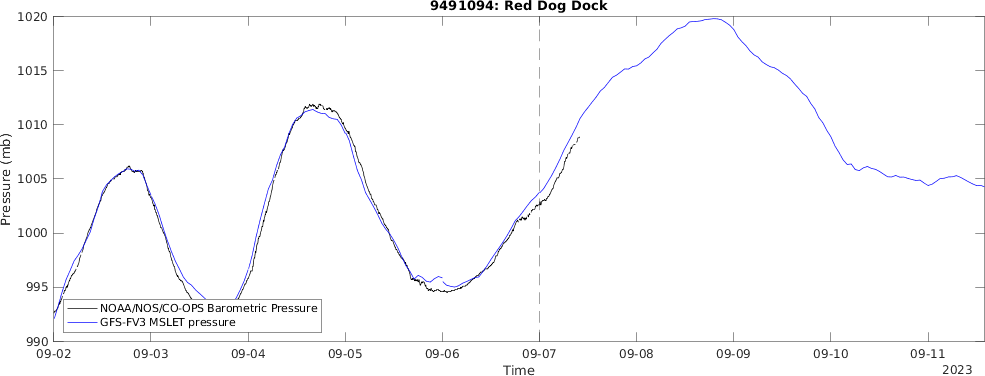 9491094: Red Dog Dock
1020
1015
1010
1005
1000
995
990
Pressure (mb)
NOAA/NOS/CO-OPS Barometric Pressure
GFS-FV3 MSLET pressure
09-02 09-03 09-04 09-05 09-06 09-07 09-08 09-09 09-10 09-11
Time
2023